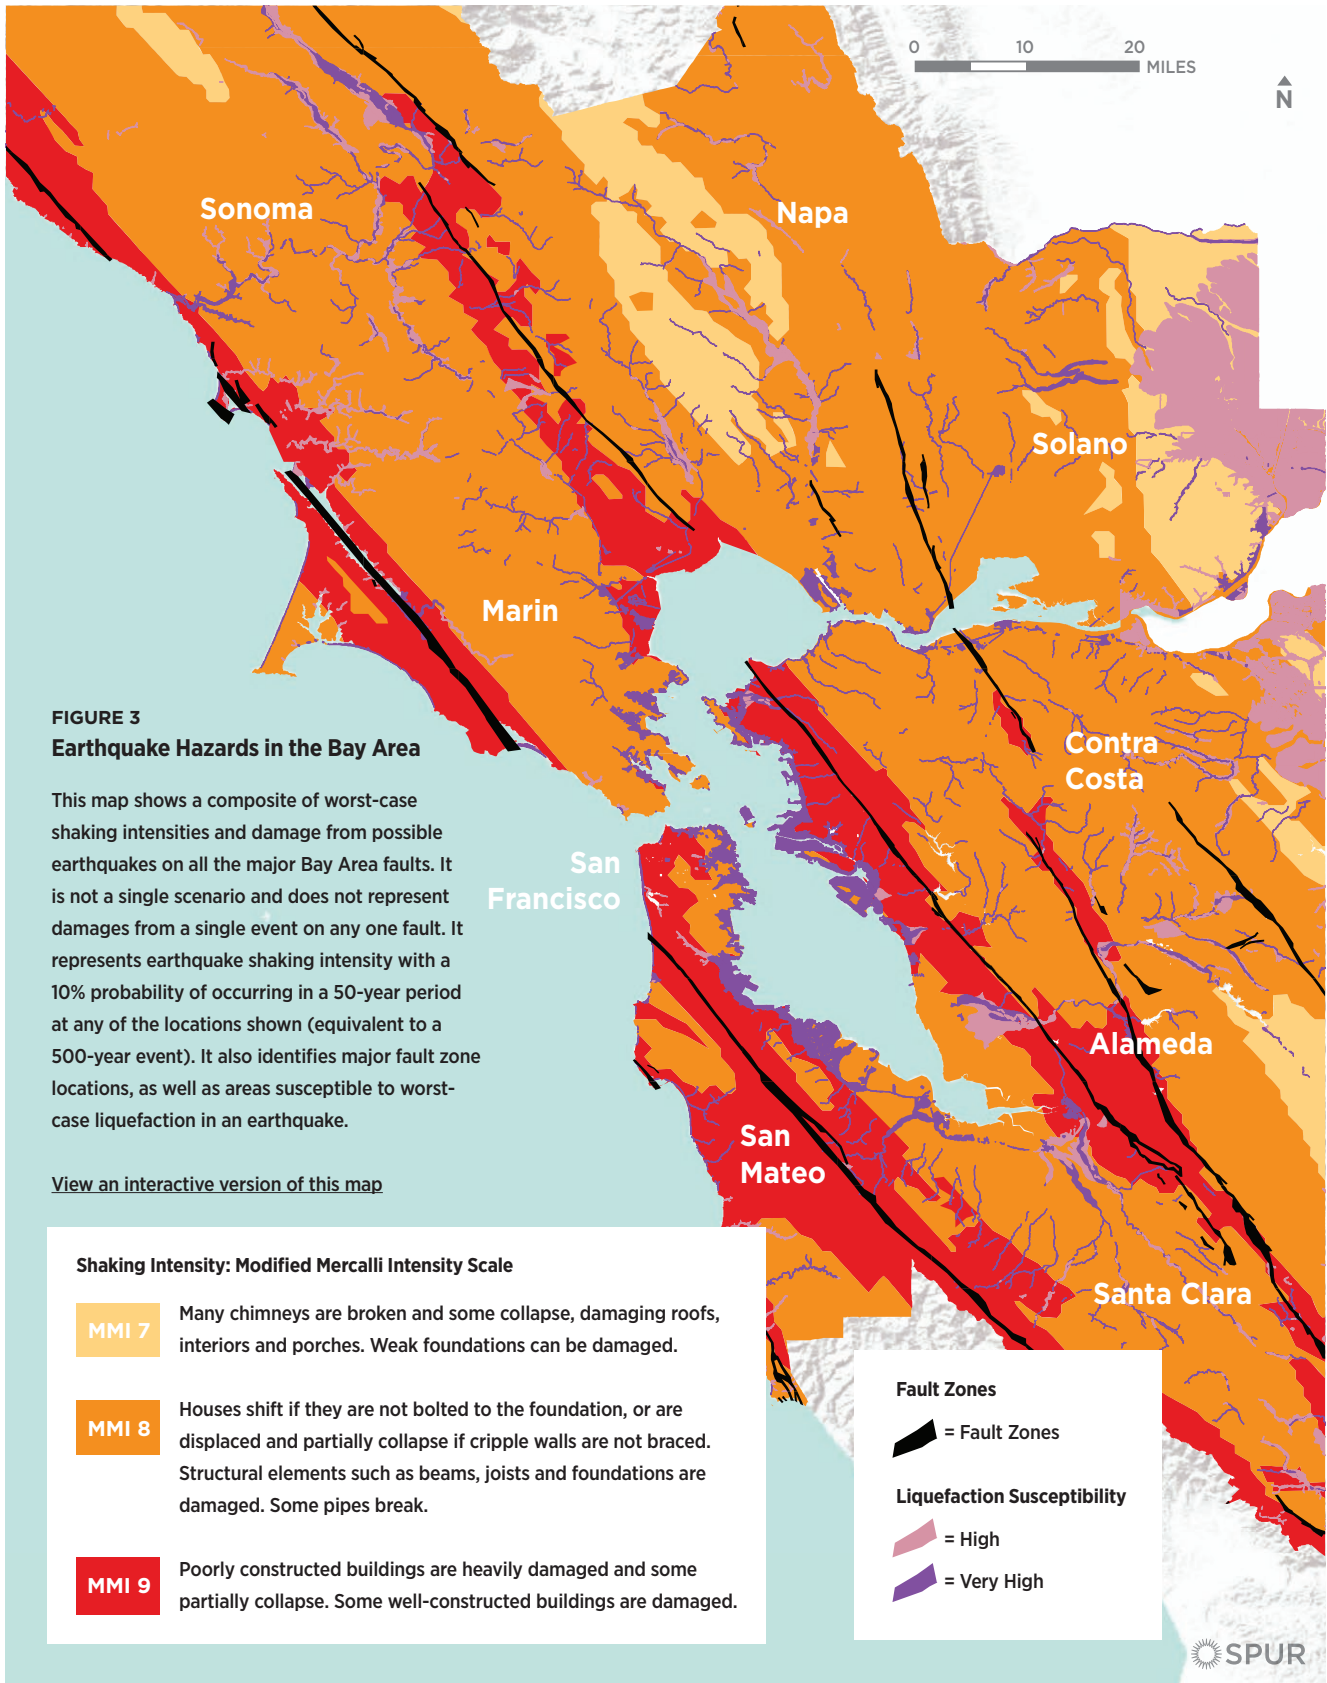 0 10 20
MILES
N
Sonoma
Napa
Solano
Marin
FIGURE 3
Earthquake Hazards in the Bay Area
This map shows a composite of worst-case
shaking intensities and damage from possible
earthquakes on all the major Bay Area faults. It
is not a single scenario and does not represent
damages from a single event on any one fault. It
represents earthquake shaking intensity with a
10% probability of occurring in a 50-year period
at any of the locations shown (equivalent to a
500-year event). It also identifies major fault zone
locations, as well as areas susceptible to worst-
case liquefaction in an earthquake.
View an interactive version of this map
Contra
Costa
San
Francisco
Alameda
San
Mateo
Santa Clara
Shaking Intensity: Modified Mercalli Intensity Scale
MMI 7
Many chimneys are broken and some collapse, damaging roofs,
interiors and porches. Weak foundations can be damaged.
MMI 8
Houses shift if they are not bolted to the foundation, or are
displaced and partially collapse if cripple walls are not braced.
Structural elements such as beams, joists and foundations are
damaged. Some pipes break.
MMI 9
Poorly constructed buildings are heavily damaged and some
partially collapse. Some well-constructed buildings are damaged.
Fault Zones
= Fault Zones
Liquefaction Susceptibility
= High
= Very High
SPUR